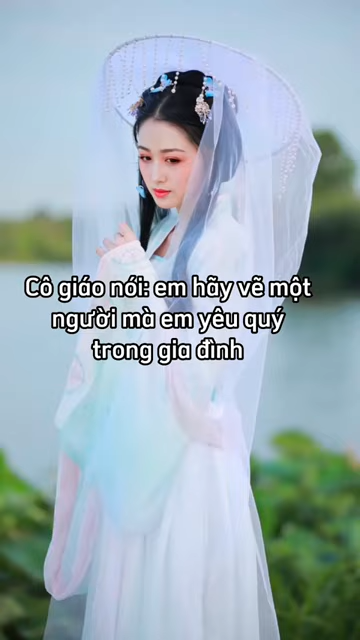 Cô giáo nói: em hãy vẽ một
người mà em yêu quý
trong gia đình